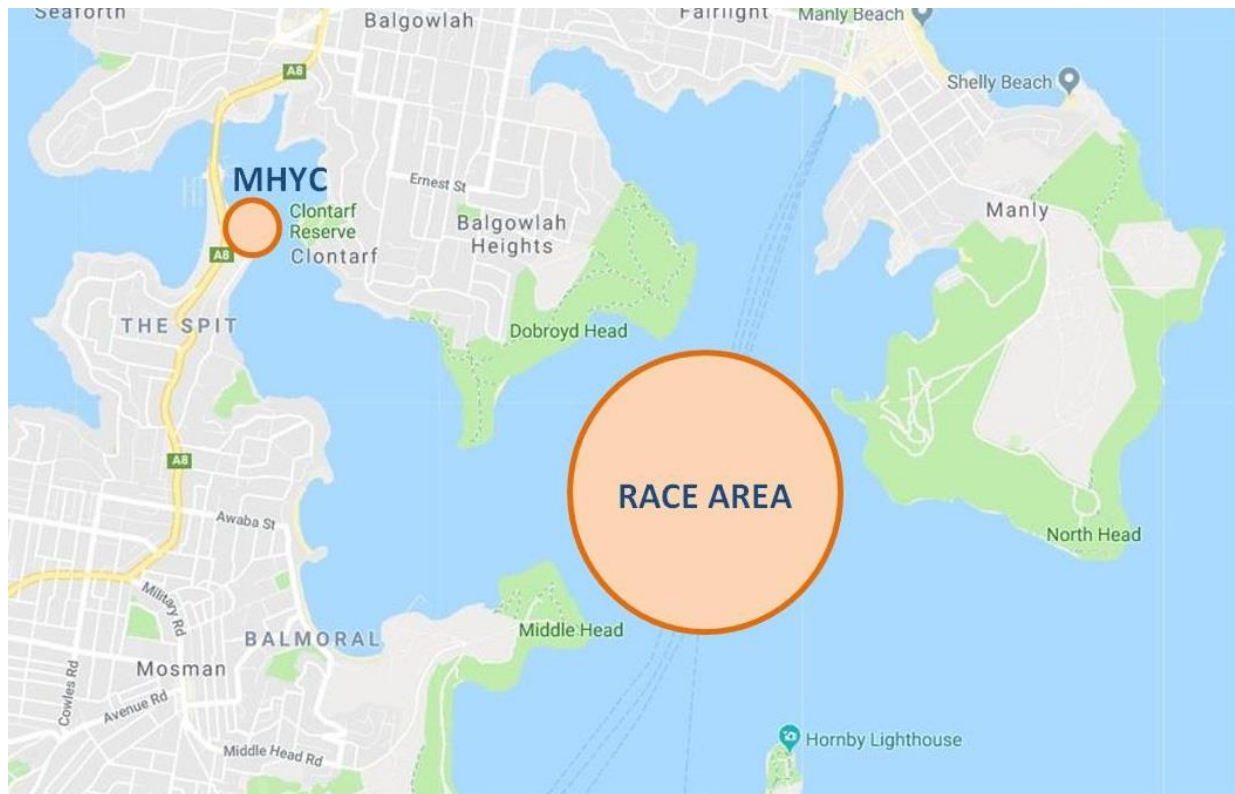 Seaforth
Balgowlah
Fairlight
Manly Beach
A8
Shelly Beach
MHYC
Ernest St
Clontarf
Reserve
Clontarf
A8
Balgowlah
Heights
Manly
THE SPIT
Dobroyd Head
A8
RACE AREA
Awaba St
North Head
Military Rd
Middle Head
BALMORAL
Mosman
Cowles Rd
Avenue Rd
Middle Head Rd
Hornby Lighthouse